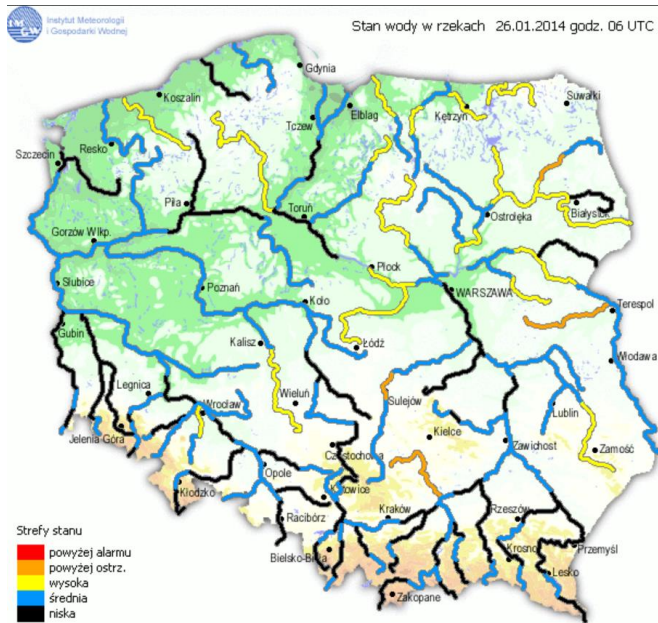 IMGW
Instytut Meteorologii
i Gospodarki Wodnej
Stan wody w rzekach 26.01.2014 godz. 06 UTC
Gdynia
Koszalin
Elbląg
Kętrzyn
Suwałki
Tczew
Resko
Szczecin
Piła
Toruń
Ostrołęka
Białystok
Gorzów Wlkp.
Płock
Słubice
Poznań
Koło
WARSZAWA
Terespol
Gubin
Kalisz
Łódź
Włodawa
Legnica
Wieluń
Sulejów
Lublin
Wrocław
Jelenia Góra
Kielce
Zawichost
Zamość
Częstochowa
Opole
Kłodzko
Katowice
Racibórz
Kraków
Rzeszów
Bielsko-Biała
Krosno
Przemyśl
Lesko
Zakopane
Strefy stanu
powyżej alarmu
powyżej ostrz.
wysoka
średnia
niska